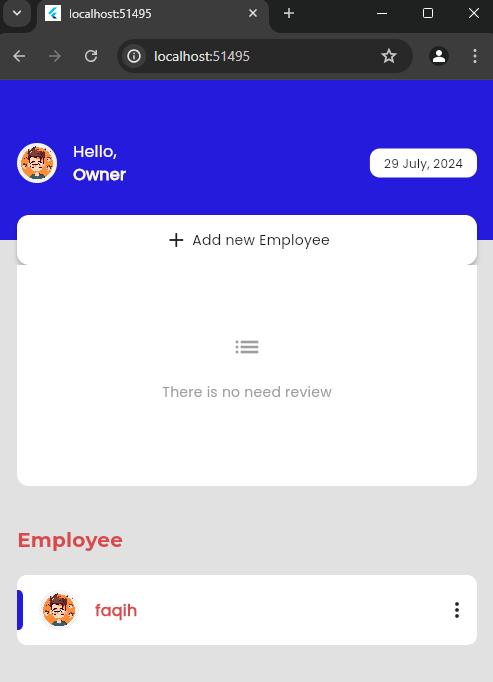 localhost:51495
localhost:51495
Hello,
Owner
29 July, 2024
Add new Employee
There is no need review
Employee
faqih